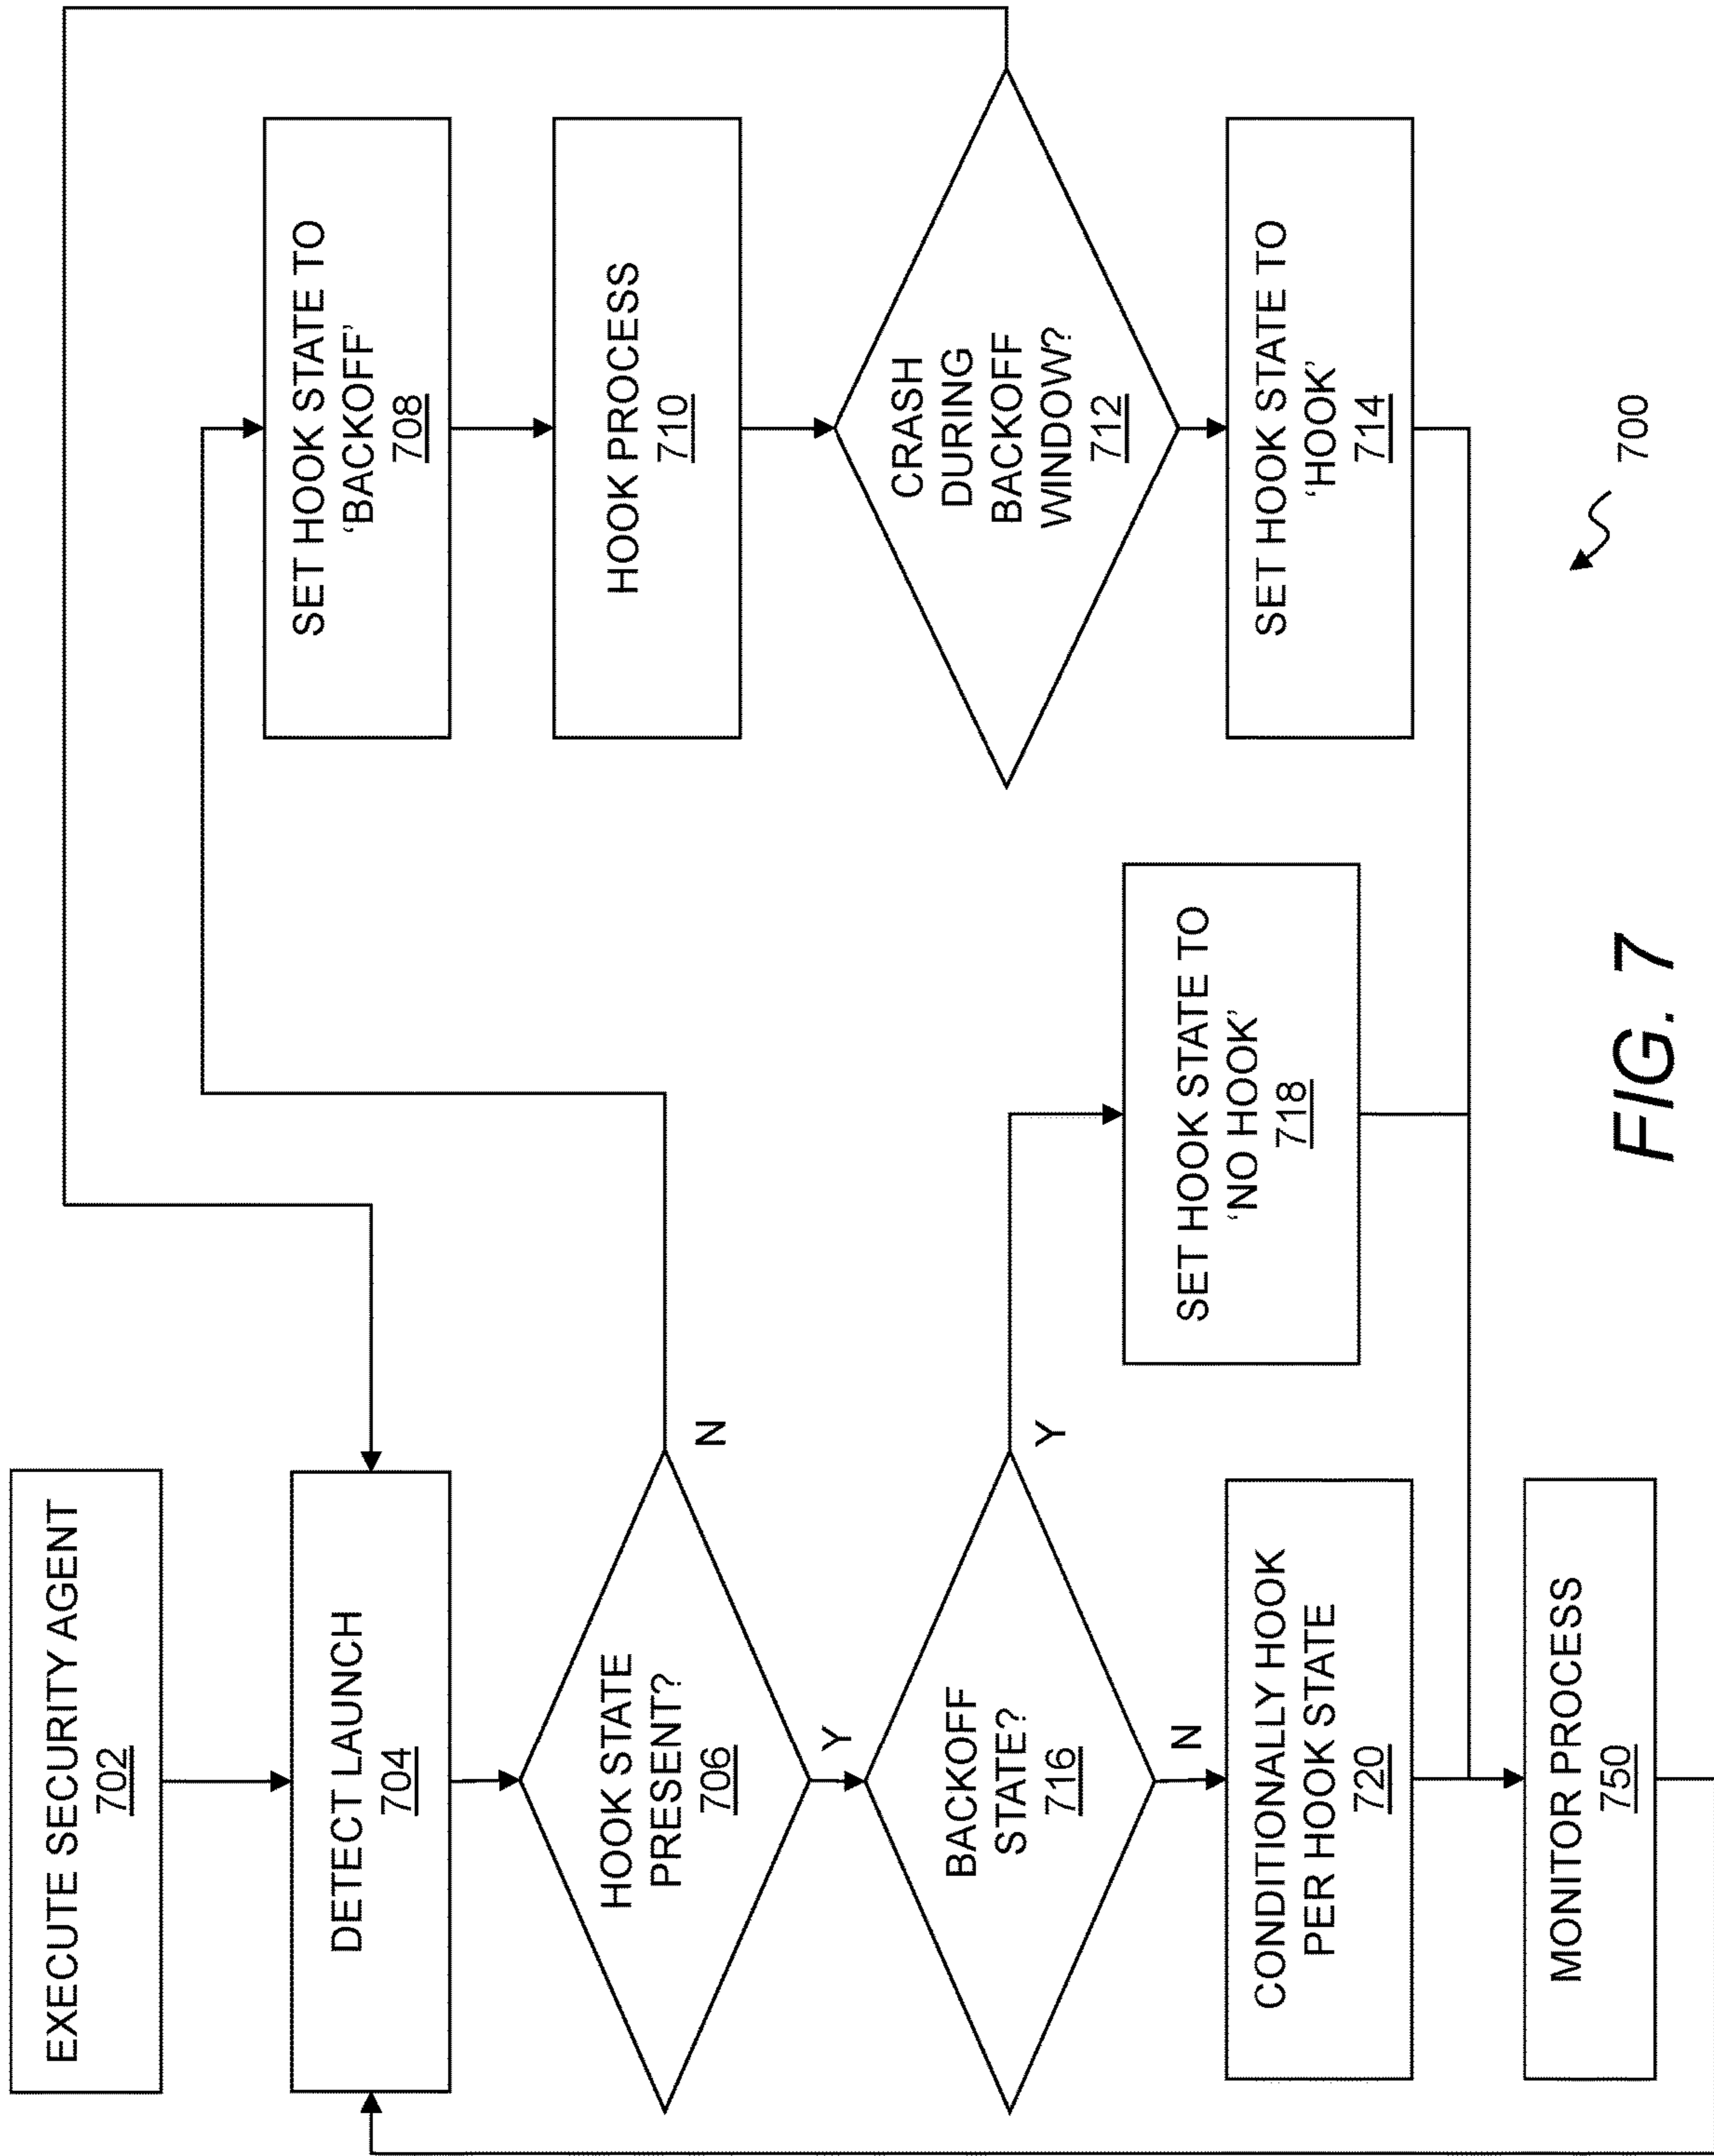 EXECUTE SECURITY AGENT
702
DETECT LAUNCH
704
HOOK STATE
PRESENT?
706
N
Y
BACKOFF
STATE?
716
Y
N
CONDITIONALLY HOOK
PER HOOK STATE
720
MONITOR PROCESS
750
SET HOOK STATE TO
‘NO HOOK’
718
SET HOOK STATE TO
‘BACKOFF’
708
HOOK PROCESS
710
CRASH
DURING
BACKOFF
WINDOW?
712
SET HOOK STATE TO
‘HOOK’
714
700
FIG. 7